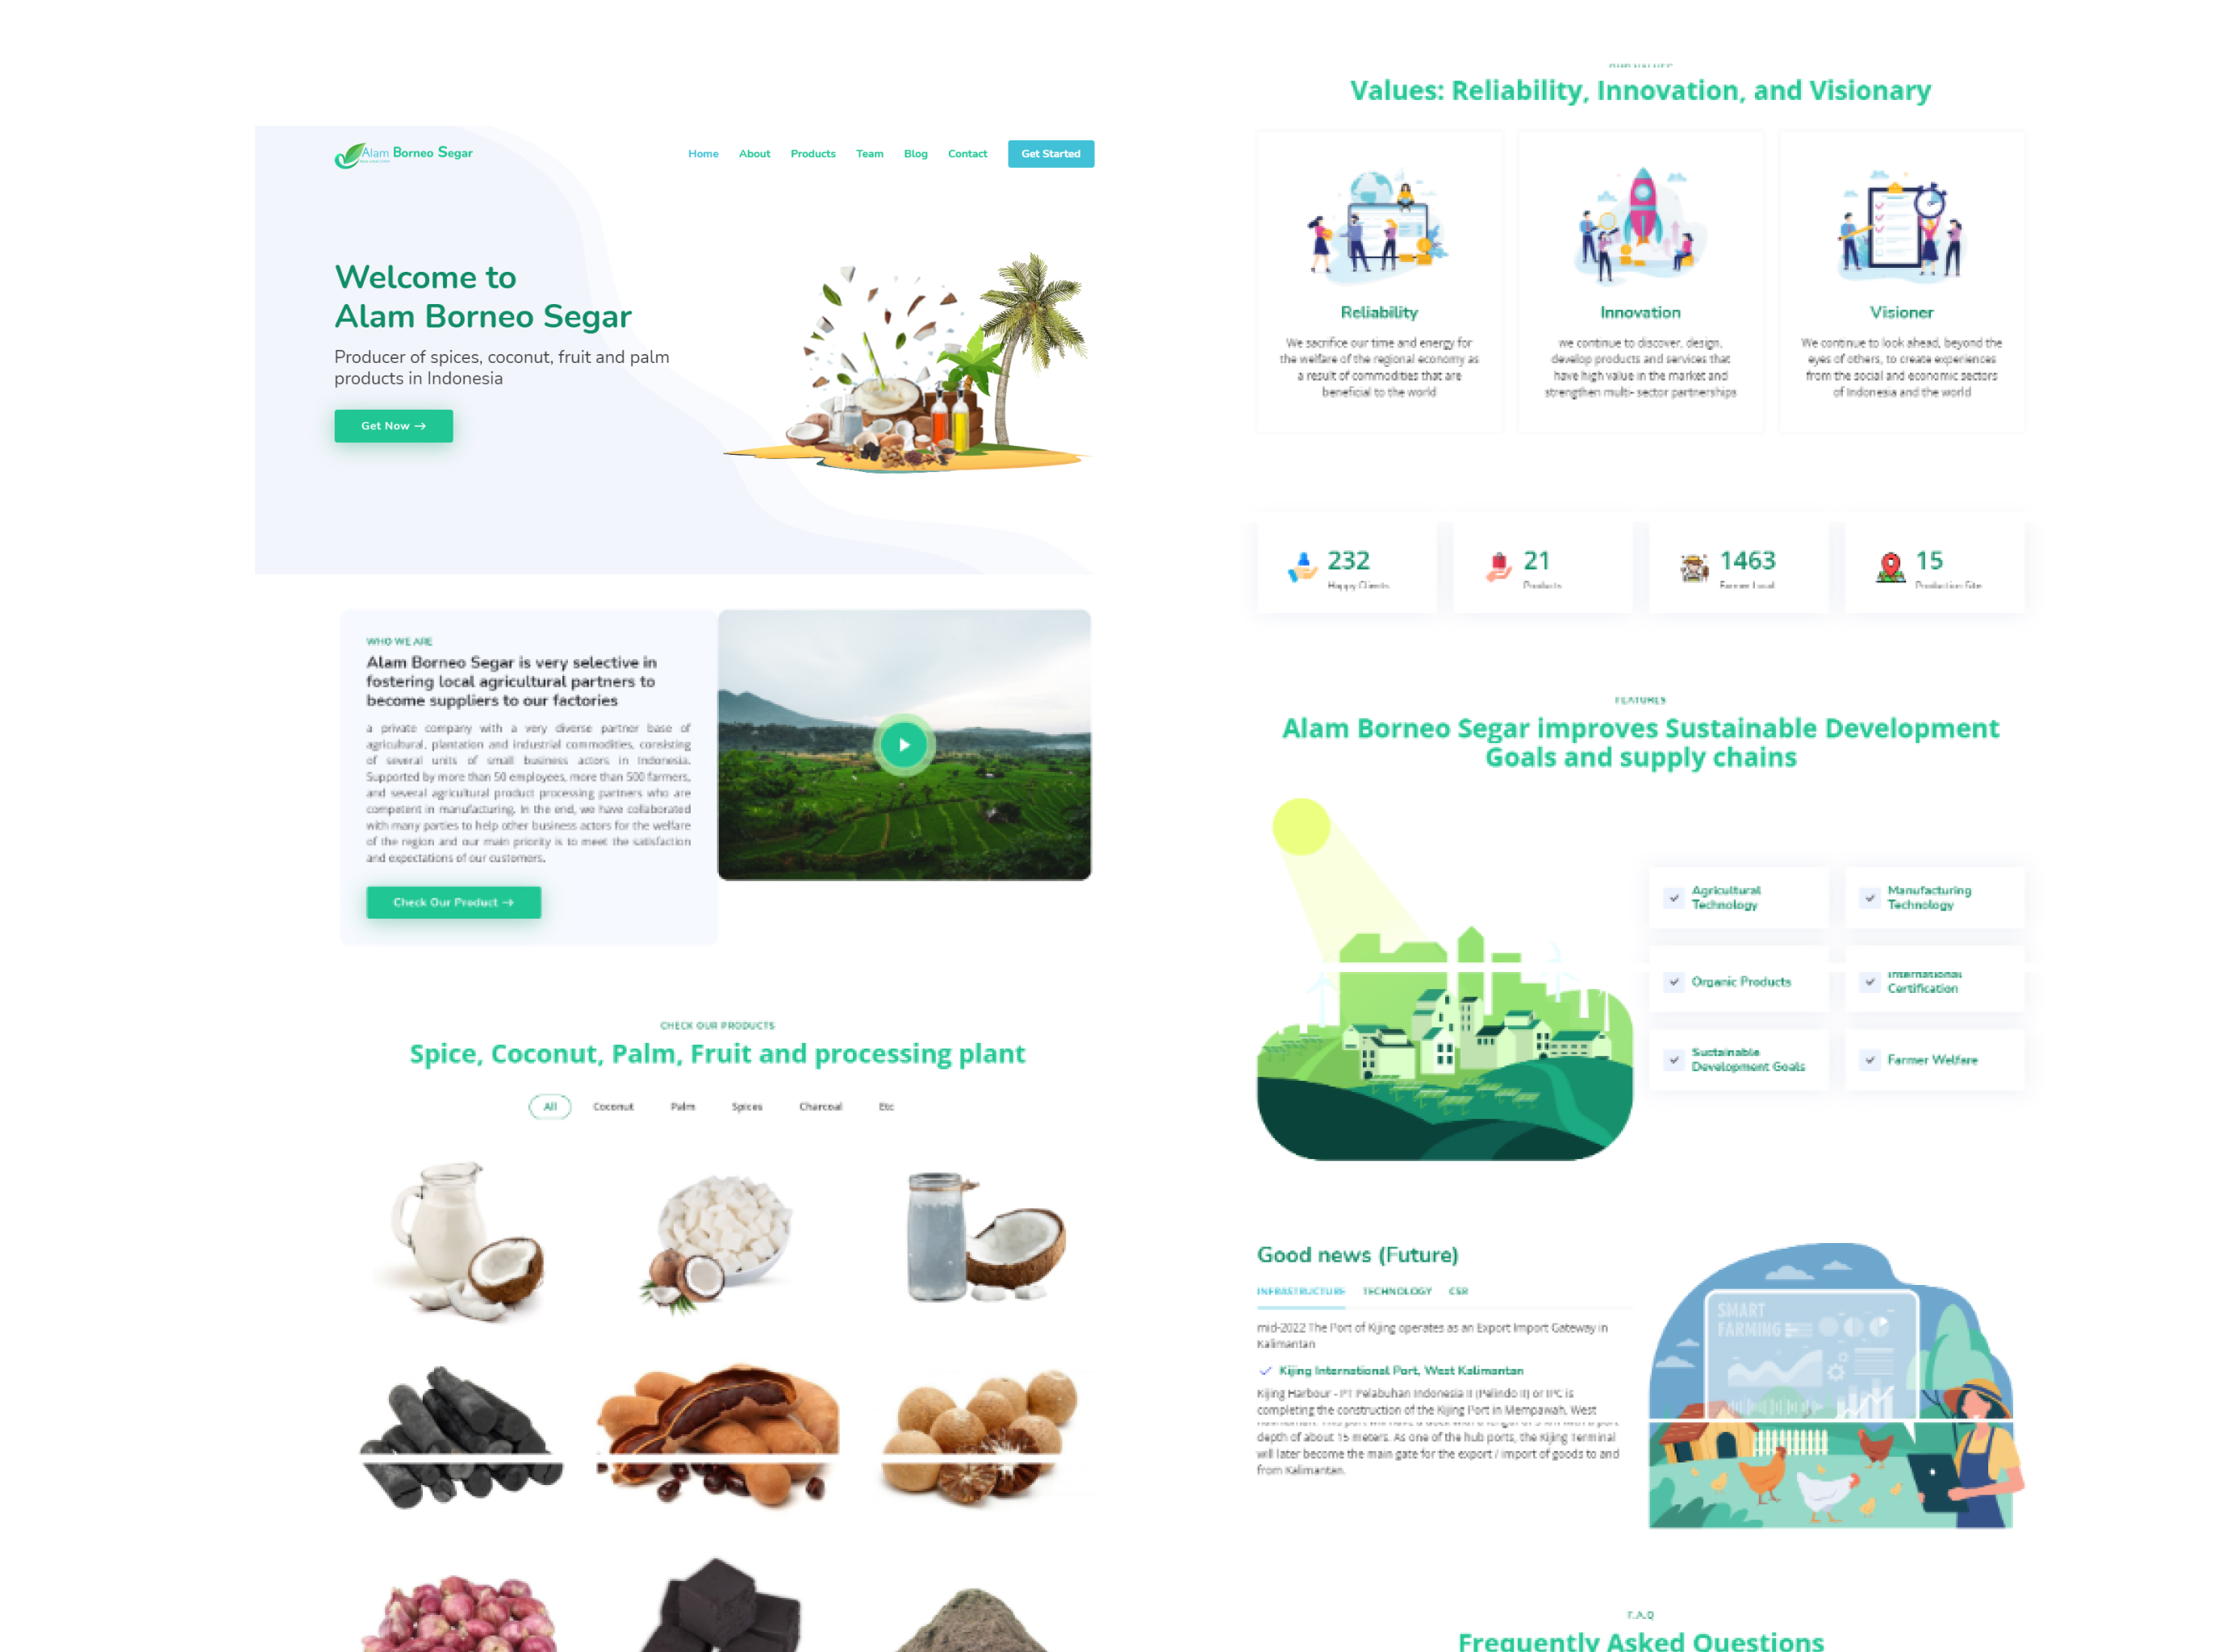 Alam Borneo Segar
Home About Products Team Blog Contact Get Started
Welcome to
Alam Borneo Segar
Producer of spices, coconut, fruit and palm
products in Indonesia
Get Now →
WHO WE ARE
Alam Borneo Segar is very selective in
fostering local agricultural partners to
become suppliers to our factories
a private company with a very diverse partner base of
agricultural, plantation and industrial commodities, consisting
of several units of small business actors in Indonesia.
Supported by more than 50 employees, more than 500 farmers,
and several agricultural product processing partners who are
competent in manufacturing. In the end, we have collaborated
with many parties to help other business actors for the welfare
of the region and our main priority is to meet the satisfaction
and expectations of our customers.
Check Our Product →
CHECK OUR PRODUCTS
Spice, Coconut, Palm, Fruit and processing plant
All Coconut Palm Spices Charcoal Etc
OUR VALUES
Values: Reliability, Innovation, and Visionary
Reliability
We sacrifice our time and energy for
the welfare of the regional economy as
a result of commodities that are
beneficial to the world
Innovation
we continue to discover, design,
develop products and services that
have high value in the market and
strengthen multi- sector partnerships
Visioner
We continue to look ahead, beyond the
eyes of others, to create experiences
from the social and economic sectors
of Indonesia and the world
232
Happy Clients
21
Products
1463
Farmer Local
15
Production Site
FEATURES
Alam Borneo Segar improves Sustainable Development
Goals and supply chains
Agricultural
Technology
Manufacturing
Technology
Organic Products
International
Certification
Sustainable
Development Goals
Farmer Welfare
Good news (Future)
INFRASTRUCTURE TECHNOLOGY CSR
mid-2022 The Port of Kijing operates as an Export Import Gateway in
Kalimantan
Kijing International Port, West Kalimantan
Kijing Harbour - PT Pelabuhan Indonesia II (Pelindo II) or IPC is
completing the construction of the Kijing Port in Mempawah, West
Kalimantan. This port will have a dock with a length of 3 km with a port
depth of about 15 meters. As one of the hub ports, the Kijing Terminal
will later become the main gate for the export / import of goods to and
from Kalimantan.
SMART
FARMING
F.A.Q
Frequently Asked Questions